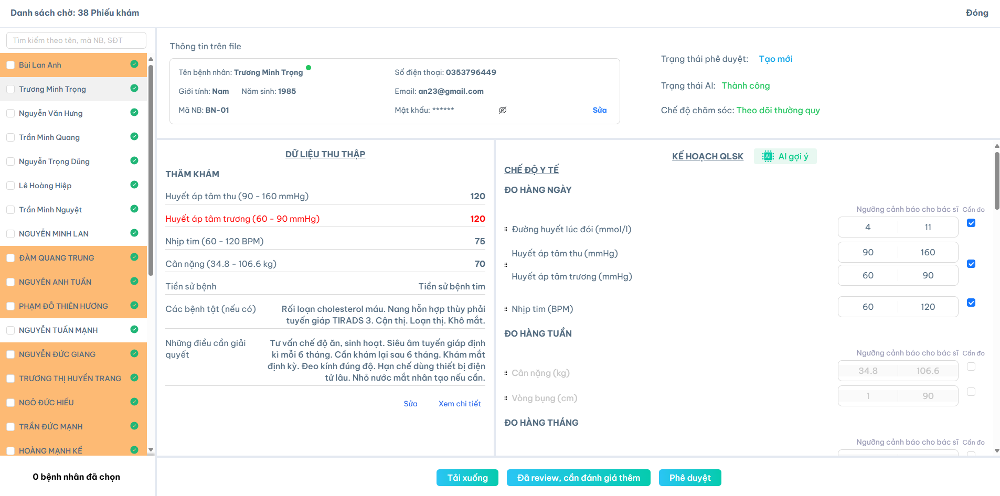 Danh sách chờ: 38 Phiếu khám
Đóng
Tìm kiếm theo tên, mã NB, SĐT
Bùi Lan Anh
Trương Minh Trọng
Nguyễn Văn Hưng
Trần Minh Quang
Nguyễn Trọng Dũng
Lê Hoàng Hiệp
Trần Minh Nguyệt
NGUYỄN MINH LAN
ĐÀM QUANG TRUNG
NGUYỄN ANH TUẤN
PHẠM ĐỖ THIÊN HƯƠNG
NGUYỄN TUẤN MẠNH
NGUYỄN ĐỨC GIANG
TRƯƠNG THỊ HUYỀN TRANG
NGÔ ĐỨC HIẾU
TRẦN ĐỨC MẠNH
HOÀNG MẠNH KẾ
0 bệnh nhân đã chọn
Thông tin trên file
Tên bệnh nhân: Trương Minh Trọng
Số điện thoại: 0353796449
Giới tính: Nam Năm sinh: 1985
Email: an23@gmail.com
Mã NB: BN-01
Mật khẩu: ******
Sửa
Trạng thái phê duyệt: Tạo mới
Trạng thái AI: Thành công
Chế độ chăm sóc: Theo dõi thường quy
DỮ LIỆU THU THẬP
THĂM KHÁM
Huyết áp tâm thu (90 - 160 mmHg) 120
Huyết áp tâm trương (60 - 90 mmHg) 120
Nhịp tim (60 - 120 BPM) 75
Cân nặng (34.8 - 106.6 kg) 70
Tiền sử bệnh Tiền sử bệnh tim
Các bệnh tật (nếu có) Rối loạn cholesterol máu. Nang hỗn hợp thùy phải
tuyến giáp TIRADS 3. Cận thị. Loạn thị. Khô mắt.
Những điều cần giải
quyết
Tư vấn chế độ ăn, sinh hoạt. Siêu âm tuyến giáp định
kì mỗi 6 tháng. Cần khám lại sau 6 tháng. Khám mắt
định kỳ. Đeo kính đúng độ. Hạn chế dùng thiết bị điện
tử lâu. Nhỏ nước mắt nhân tạo nếu cần.
Sửa
Xem chi tiết
KẾ HOẠCH QLSK
AI AI gợi ý
CHẾ ĐỘ Y TẾ
ĐO HÀNG NGÀY
Ngưỡng cảnh báo cho bác sĩ Cần đo
Đường huyết lúc đói (mmol/l) 4 11
Huyết áp tâm thu (mmHg) 90 160
Huyết áp tâm trương (mmHg) 60 90
Nhịp tim (BPM) 60 120
ĐO HÀNG TUẦN
Ngưỡng cảnh báo cho bác sĩ Cần đo
Cân nặng (kg) 34.8 106.6
Vòng bụng (cm) 1 90
ĐO HÀNG THÁNG
Ngưỡng cảnh báo cho bác sĩ Cần đo
Tải xuống
Đã review, cần đánh giá thêm
Phê duyệt